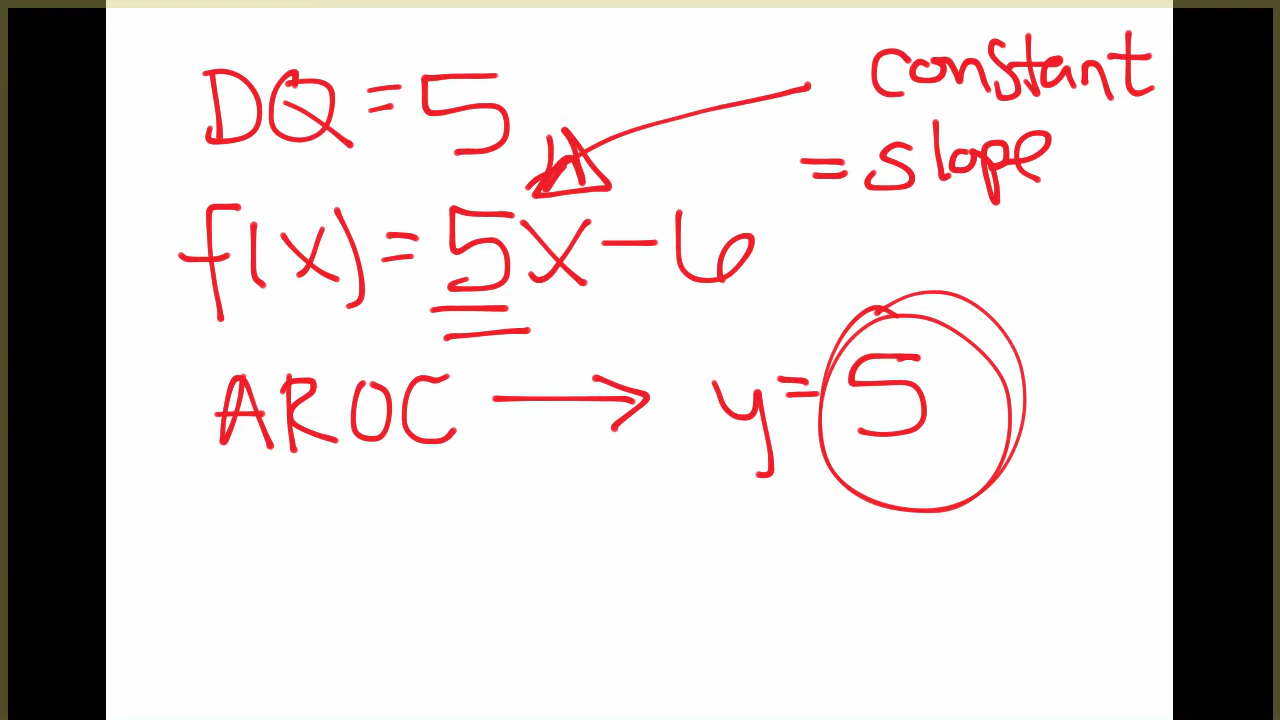 DQ = 5
constant
= slope
f(x) = 5x - 6
AROC → y = 5